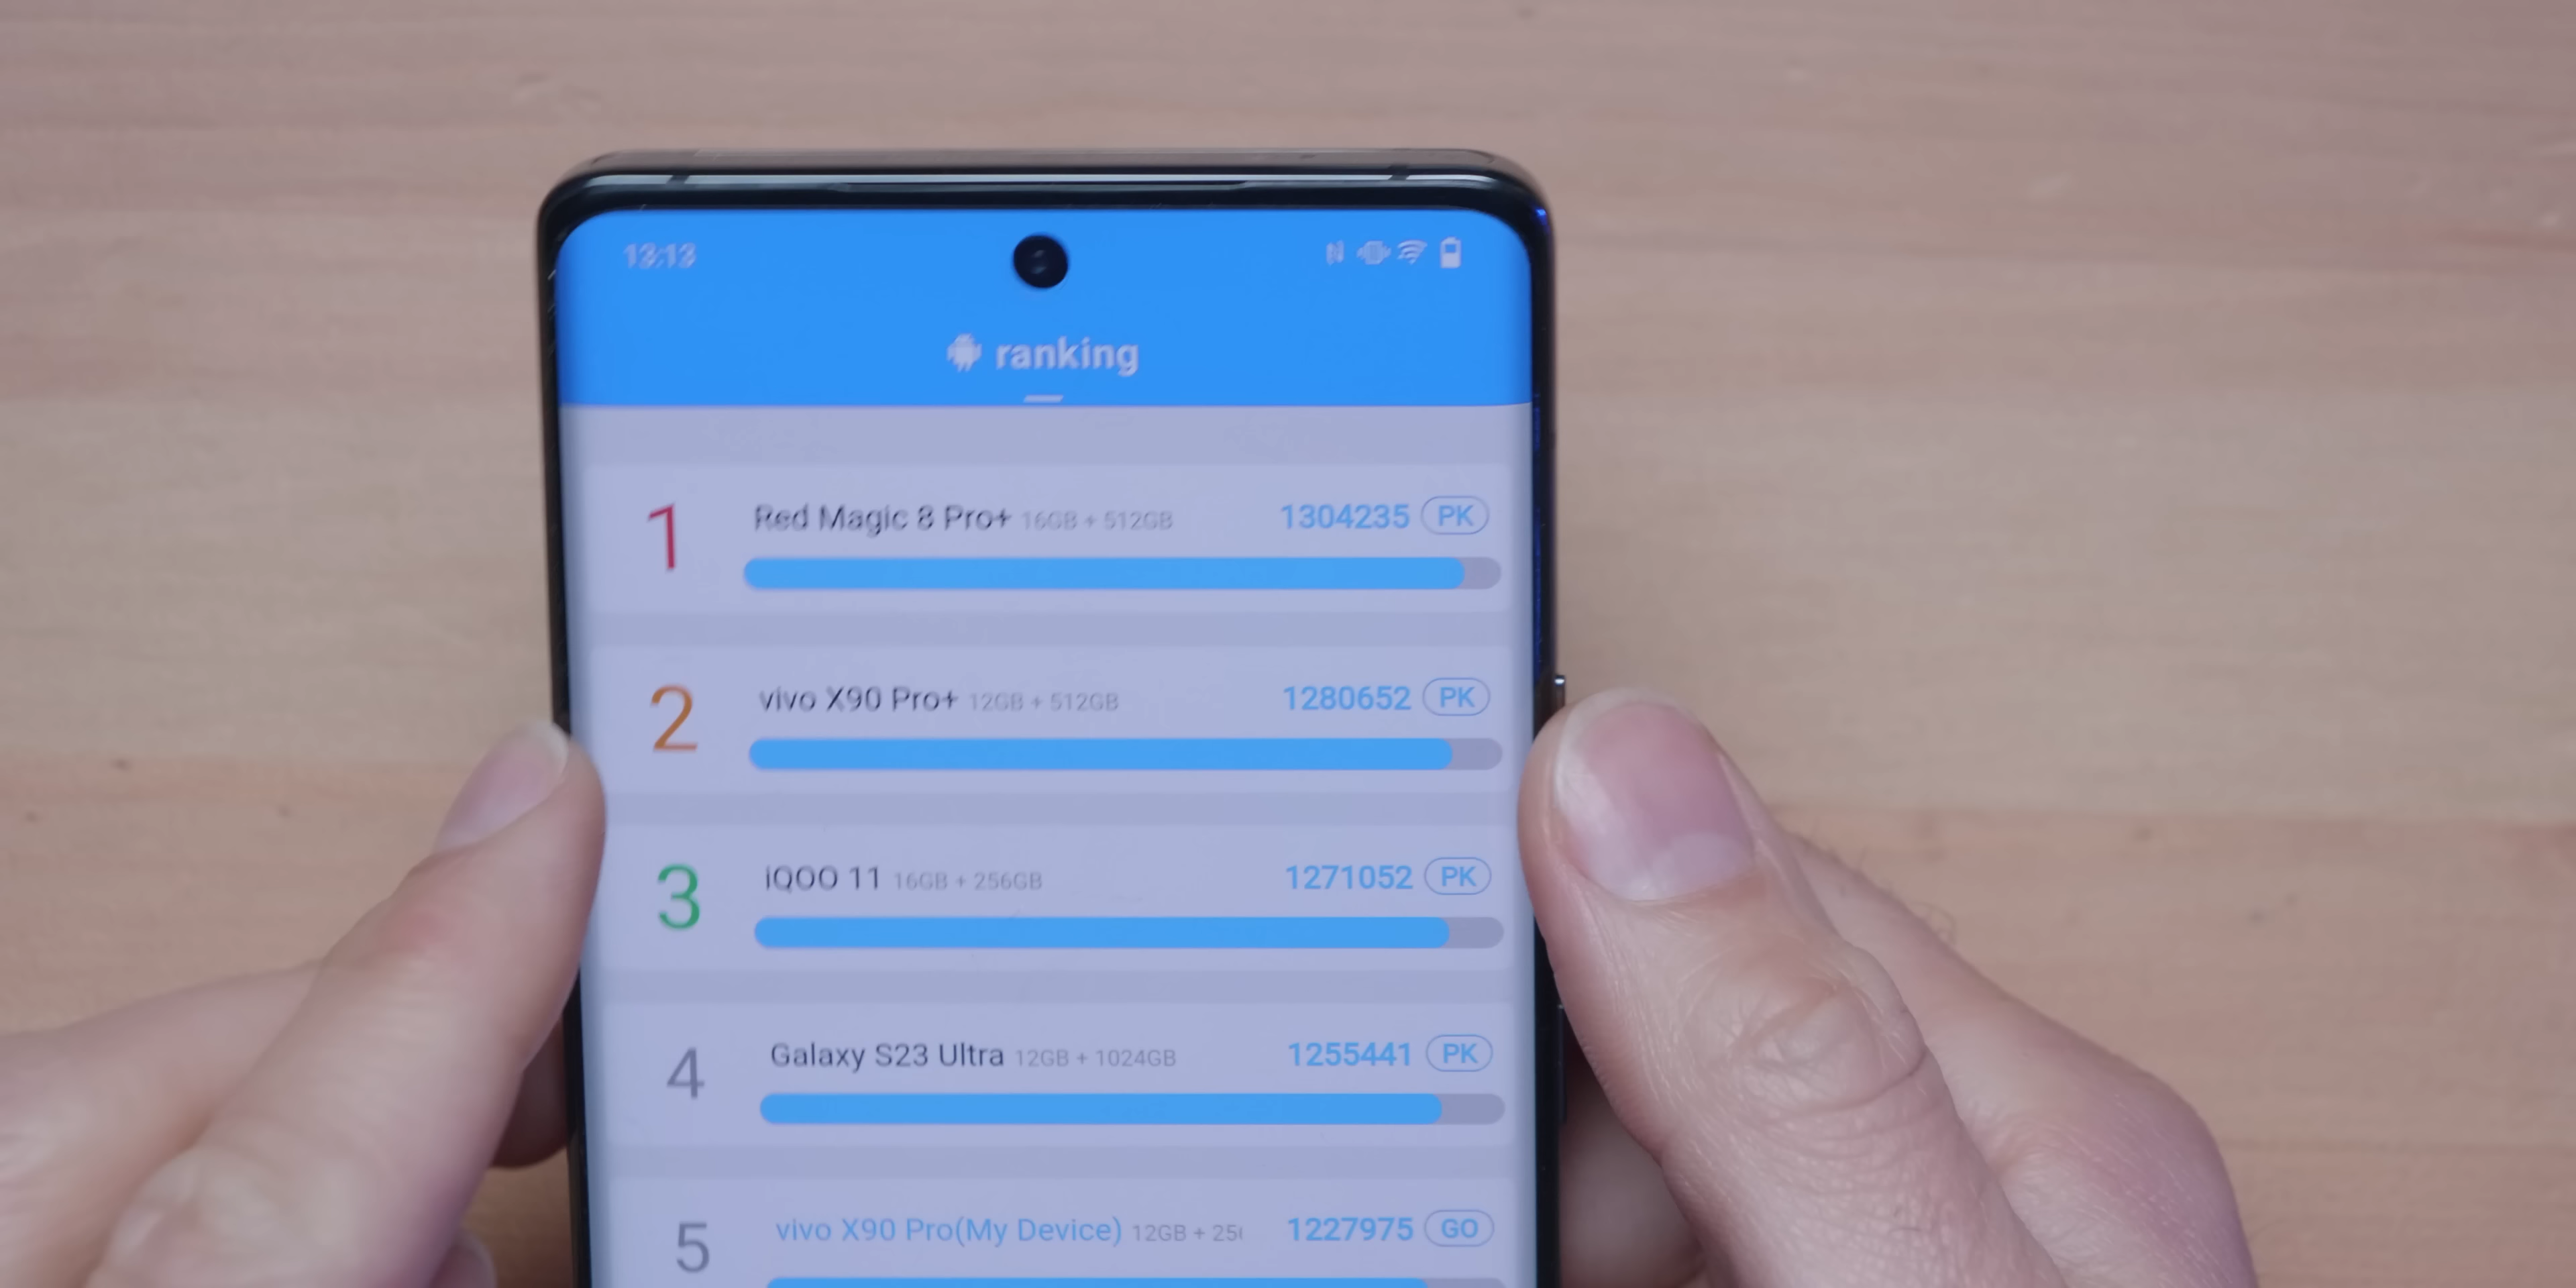 13:13
ranking
1 Red Magic 8 Pro+ 16GB + 512GB 1304235 PK
2 vivo X90 Pro+ 12GB + 512GB 1280652 PK
3 iQOO 11 16GB + 256GB 1271052 PK
4 Galaxy S23 Ultra 12GB + 1024GB 1255441 PK
5 vivo X90 Pro(My Device) 12GB + 25 1227975 GO